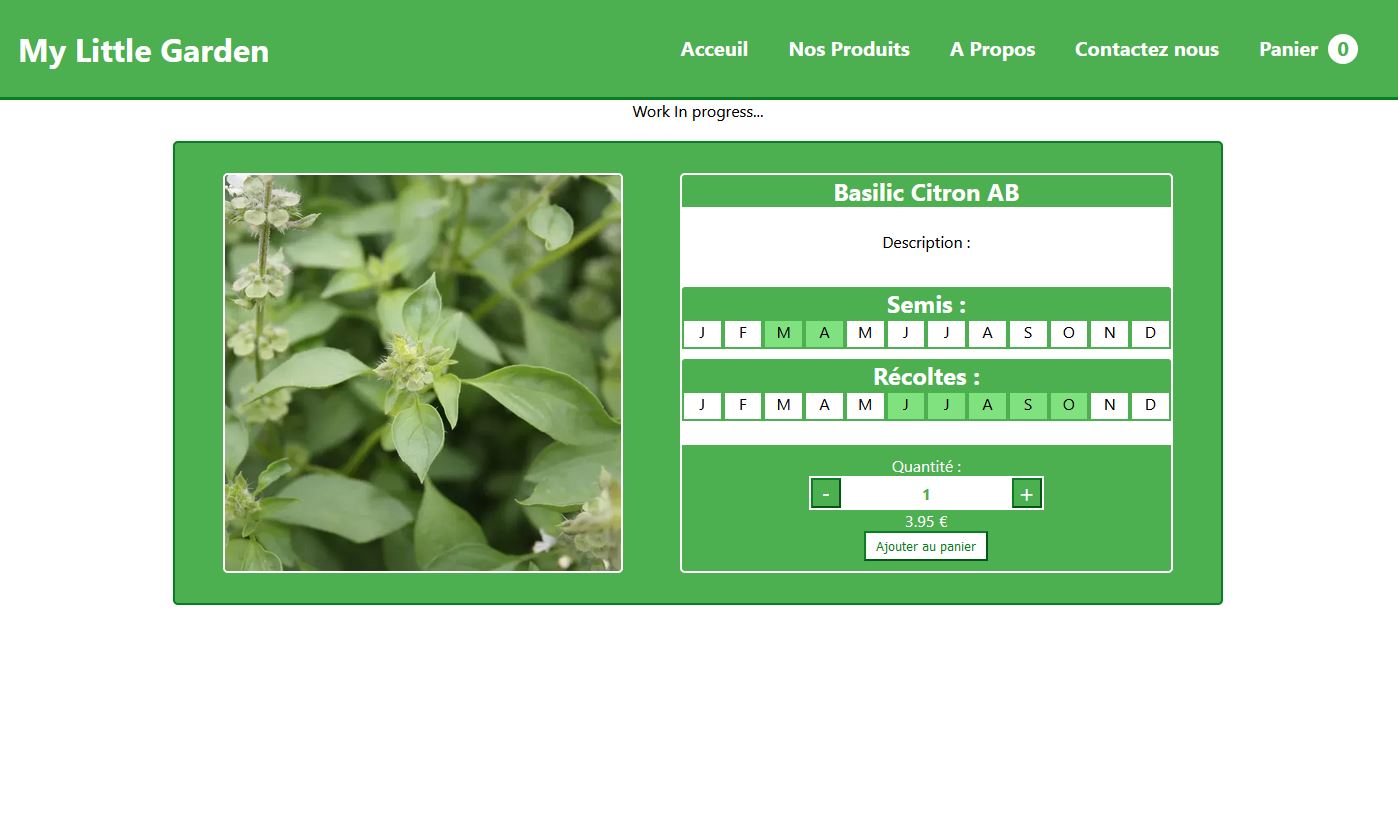 My Little Garden
Acceuil Nos Produits A Propos Contactez nous Panier 0
Work In progress...
Basilic Citron AB
Description :
Semis :
J F M A M J J A S O N D
Récoltes :
J F M A M J J A S O N D
Quantité :
- 1 +
3.95 €
Ajouter au panier